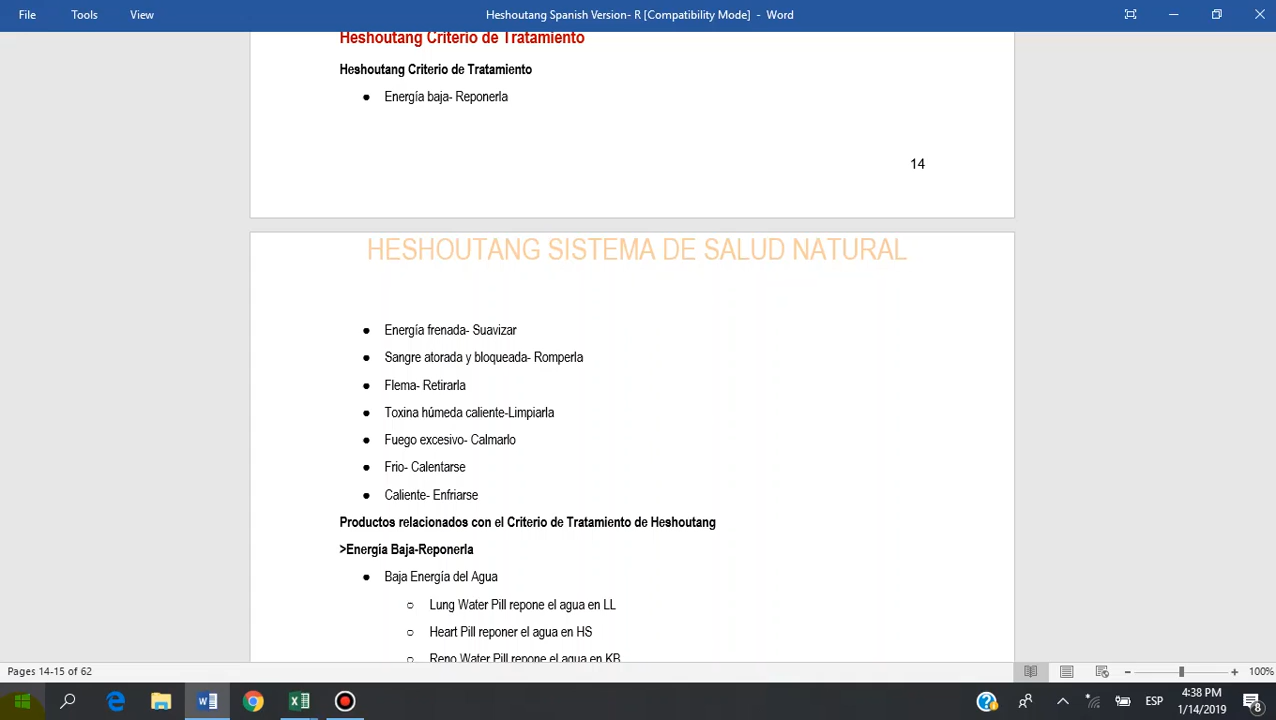 File Tools View Heshoutang Spanish Version- R [Compatibility Mode] - Word
Heshoutang Criterio de Tratamiento
Heshoutang Criterio de Tratamiento
● Energía baja- Reponerla
14
HESHOUTANG SISTEMA DE SALUD NATURAL
● Energía frenada- Suavizar
● Sangre atorada y bloqueada- Romperla
● Flema- Retirarla
● Toxina húmeda caliente-Limpiarla
● Fuego excesivo- Calmarlo
● Frio- Calentarse
● Caliente- Enfriarse
Productos relacionados con el Criterio de Tratamiento de Heshoutang
>Energia Baja-Reponerla
● Baja Energía del Agua
○ Lung Water Pill repone el agua en LL
○ Heart Pill reponer el agua en HS
○ Reno Water Pill repone el agua en KB
Pages 14-15 of 62 100%
ESP 4:38 PM
1/14/2019 8